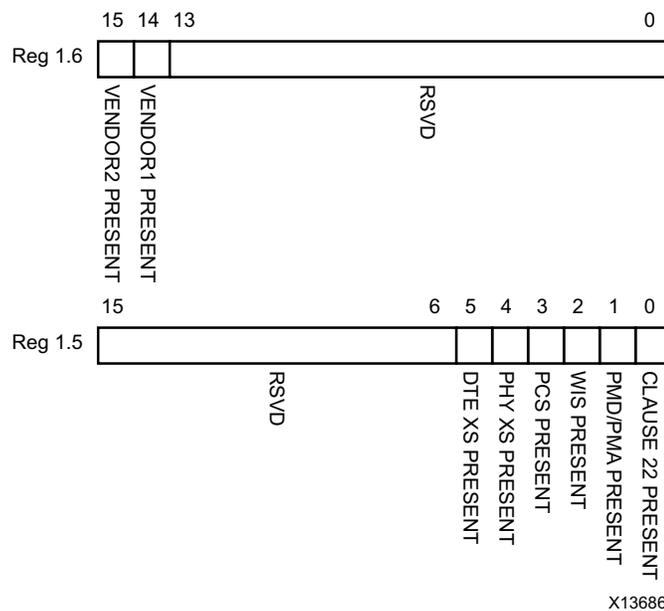 15 14 13 0
Reg 1.6
VENDOR2 PRESENT
VENDOR1 PRESENT
RSVD
15 6 5 4 3 2 1 0
Reg 1.5
RSVD
DTE XS PRESENT
PHY XS PRESENT
PCS PRESENT
WIS PRESENT
PMD/PMA PRESENT
CLAUSE 22 PRESENT
X13686